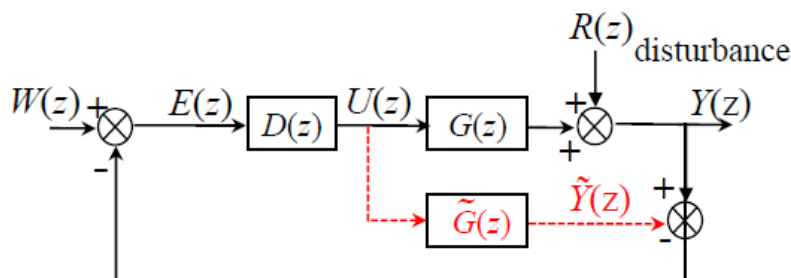 R(z) disturbance
W(z) + E(z) D(z) U(z) G(z) + + Y(z)
-
G̃(z) Ỹ(z) + -